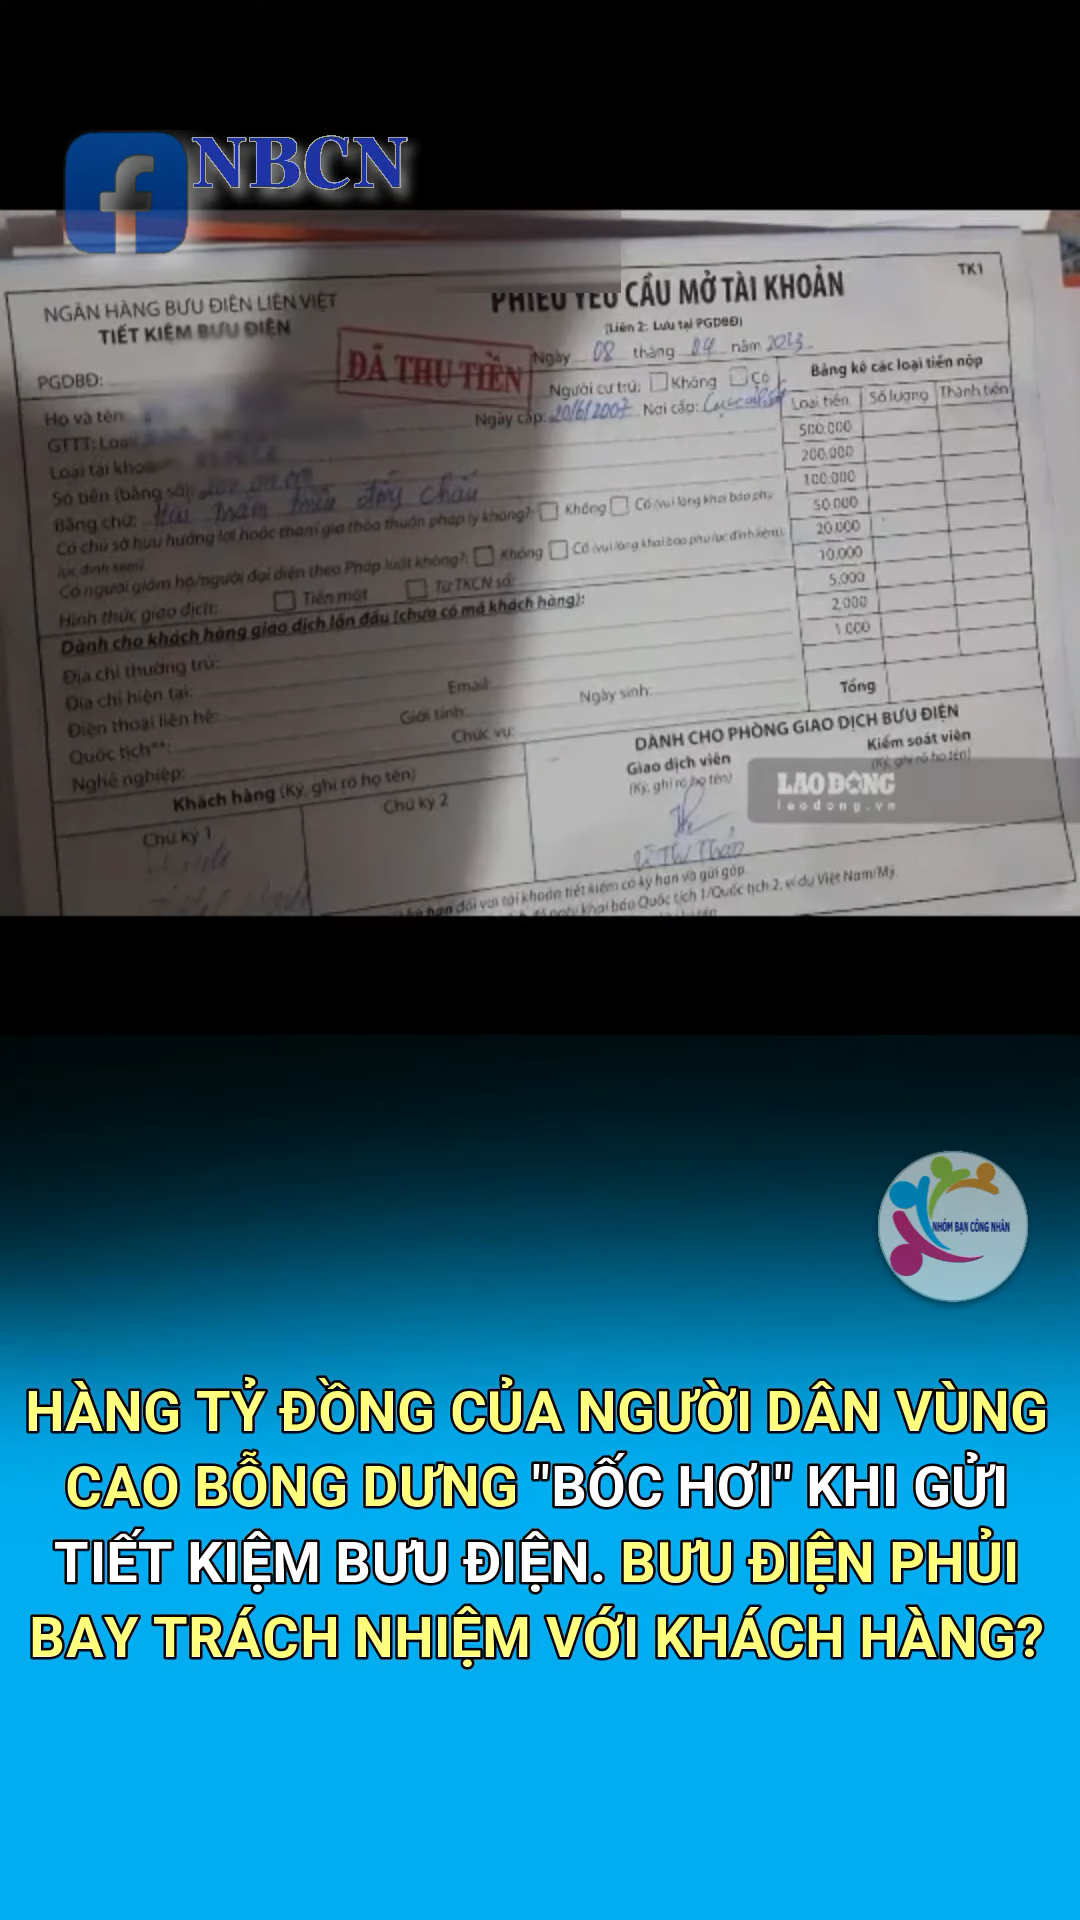 NBCN
NGÂN HÀNG BƯU ĐIỆN LIÊN VIỆT
TIẾT KIỆM BƯU ĐIỆN
PHIẾU YÊU CẦU MỞ TÀI KHOẢN
TK1
(Liên 2: Lưu tại PGDBĐ)
ĐÃ THU TIỀN
Ngày 08 tháng 04 năm 2023
PGDBĐ:
Người cư trú: Không Có
Bảng kê các loại tiền nộp
Họ và tên
Ngày cấp: 20/6/2007 Nơi cấp:
Loại tiền Số lượng Thành tiền
GTTT: Loại
500.000
Loại tài khoản
200.000
Số tiền (bằng số):
100.000
Bằng chữ: Hai trăm triệu đồng chẵn
50.000
Có chủ sở hữu hưởng lợi hoặc tham gia thỏa thuận pháp lý không?: Không Có (vui lòng khai báo phụ
lục đính kèm)
20.000
Có người giám hộ/người đại diện theo Pháp luật không?: Không Có (vui lòng khai báo phụ lục đính kèm)
10.000
Hình thức giao dịch: Tiền mặt Từ TKCN số:
5.000
Dành cho khách hàng giao dịch lần đầu (chưa có mã khách hàng):
2.000
Địa chỉ thường trú:
1.000
Địa chỉ hiện tại:
Điện thoại liên hệ: Email:
Tổng
Quốc tịch**: Giới tính: Ngày sinh:
Nghề nghiệp: Chức vụ:
DÀNH CHO PHÒNG GIAO DỊCH BƯU ĐIỆN
Khách hàng (Ký, ghi rõ họ tên)
Giao dịch viên Kiểm soát viên
(Ký, ghi rõ họ tên) (Ký, ghi rõ họ tên)
Chữ ký 1 Chữ ký 2
LAO ĐỘNG
laodong.vn
hạn đối với tài khoản tiết kiệm có kỳ hạn và gửi góp
khai báo Quốc tịch 1/Quốc tịch 2, ví dụ Việt Nam/Mỹ.
NHÓM BẠN CÔNG NHÂN
HÀNG TỶ ĐỒNG CỦA NGƯỜI DÂN VÙNG
CAO BỖNG DƯNG "BỐC HƠI" KHI GỬI
TIẾT KIỆM BƯU ĐIỆN. BƯU ĐIỆN PHỦI
BAY TRÁCH NHIỆM VỚI KHÁCH HÀNG?